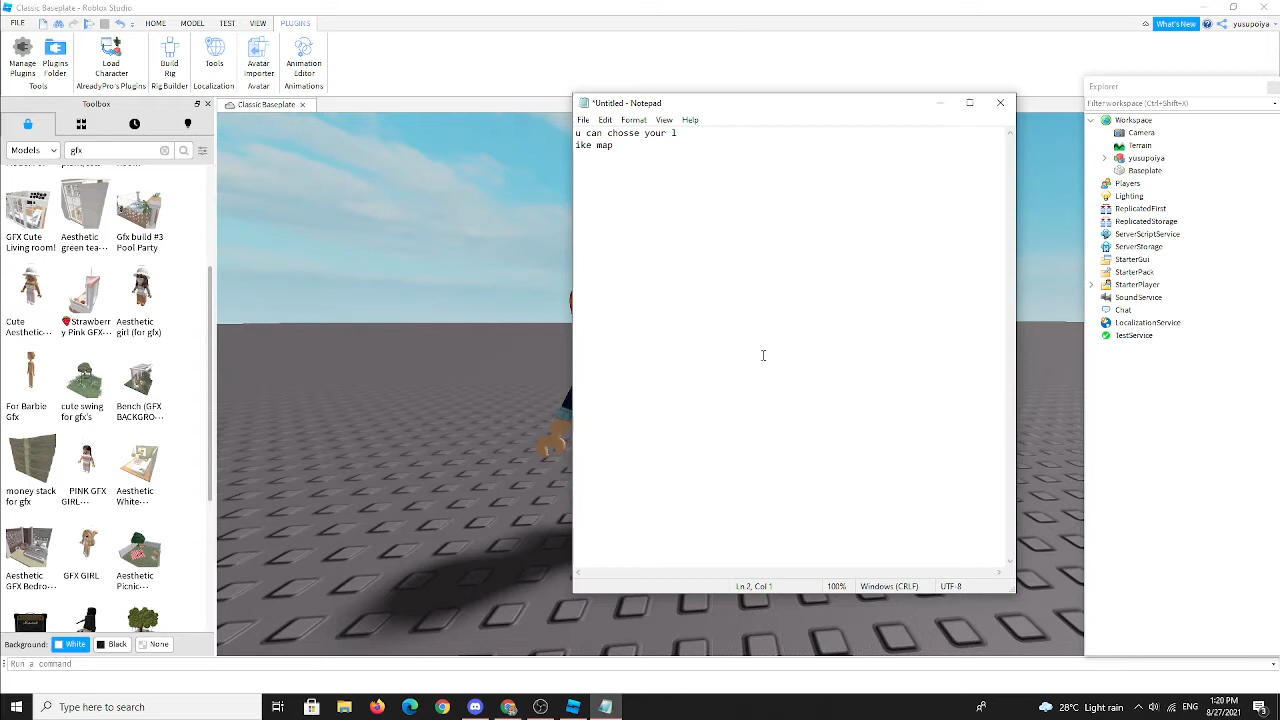 Classic Baseplate - Roblox Studio
FILE HOME MODEL TEST VIEW PLUGINS What's New yusupoiya
Manage Plugins Plugins Folder Load Character Build Rig Tools Avatar Importer Animation Editor
Tools AlreadyPro's Plugins Rig Builder Localization Avatar Animations
Toolbox
Classic Baseplate
Models gfx
GFX Cute Living room! Aesthetic green tea··· Gfx build #3 Pool Party
Cute Aesthetic··· 🍓Strawberr y Pink GFX··· Aesthetic girl (for gfx)
For Barbie Gfx cute swing for gfx's Bench (GFX BACKGRO···
money stack for gfx PINK GFX GIRL··· Aesthetic White···
Aesthetic GFX Bedro··· GFX GIRL Aesthetic Picnic···
Background: White Black None
Run a command
*Untitled - Notepad
File Edit Format View Help
u can chosse your l
ike map
Ln 2, Col 1 100% Windows (CRLF) UTF-8
Explorer
Filter workspace (Ctrl+Shift+X)
Workspace
Camera
Terrain
yusupoiya
Baseplate
Players
Lighting
ReplicatedFirst
ReplicatedStorage
ServerScriptService
ServerStorage
StarterGui
StarterPack
StarterPlayer
SoundService
Chat
LocalizationService
TestService
Type here to search
28°C Light rain ENG 1:20 PM
8/27/2021